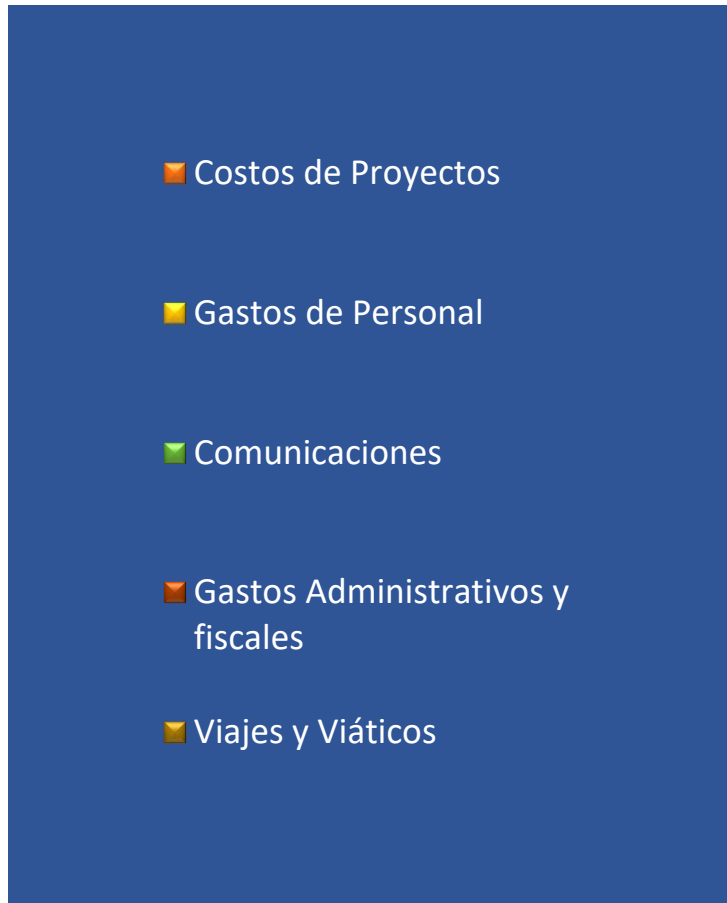 Costos de Proyectos
Gastos de Personal
Comunicaciones
Gastos Administrativos y
fiscales
Viajes y Viáticos